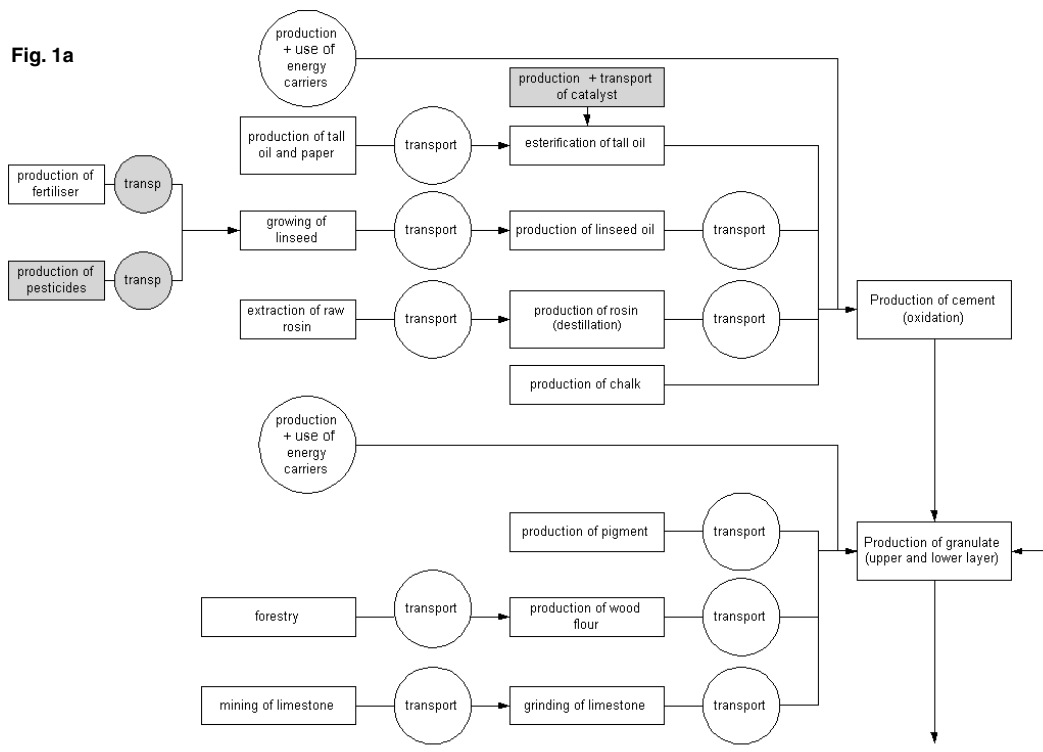 Fig. 1a
production
+ use of
energy
carriers
production + transport
of catalyst
production of tall
oil and paper
transport
esterification of tall oil
production of
fertiliser
transp
growing of
linseed
transport
production of linseed oil
transport
production of
pesticides
transp
extraction of raw
rosin
transport
production of rosin
(destillation)
transport
Production of cement
(oxidation)
production of chalk
production
+ use of
energy
carriers
production of pigment
transport
Production of granulate
(upper and lower layer)
forestry
transport
production of wood
flour
transport
mining of limestone
transport
grinding of limestone
transport